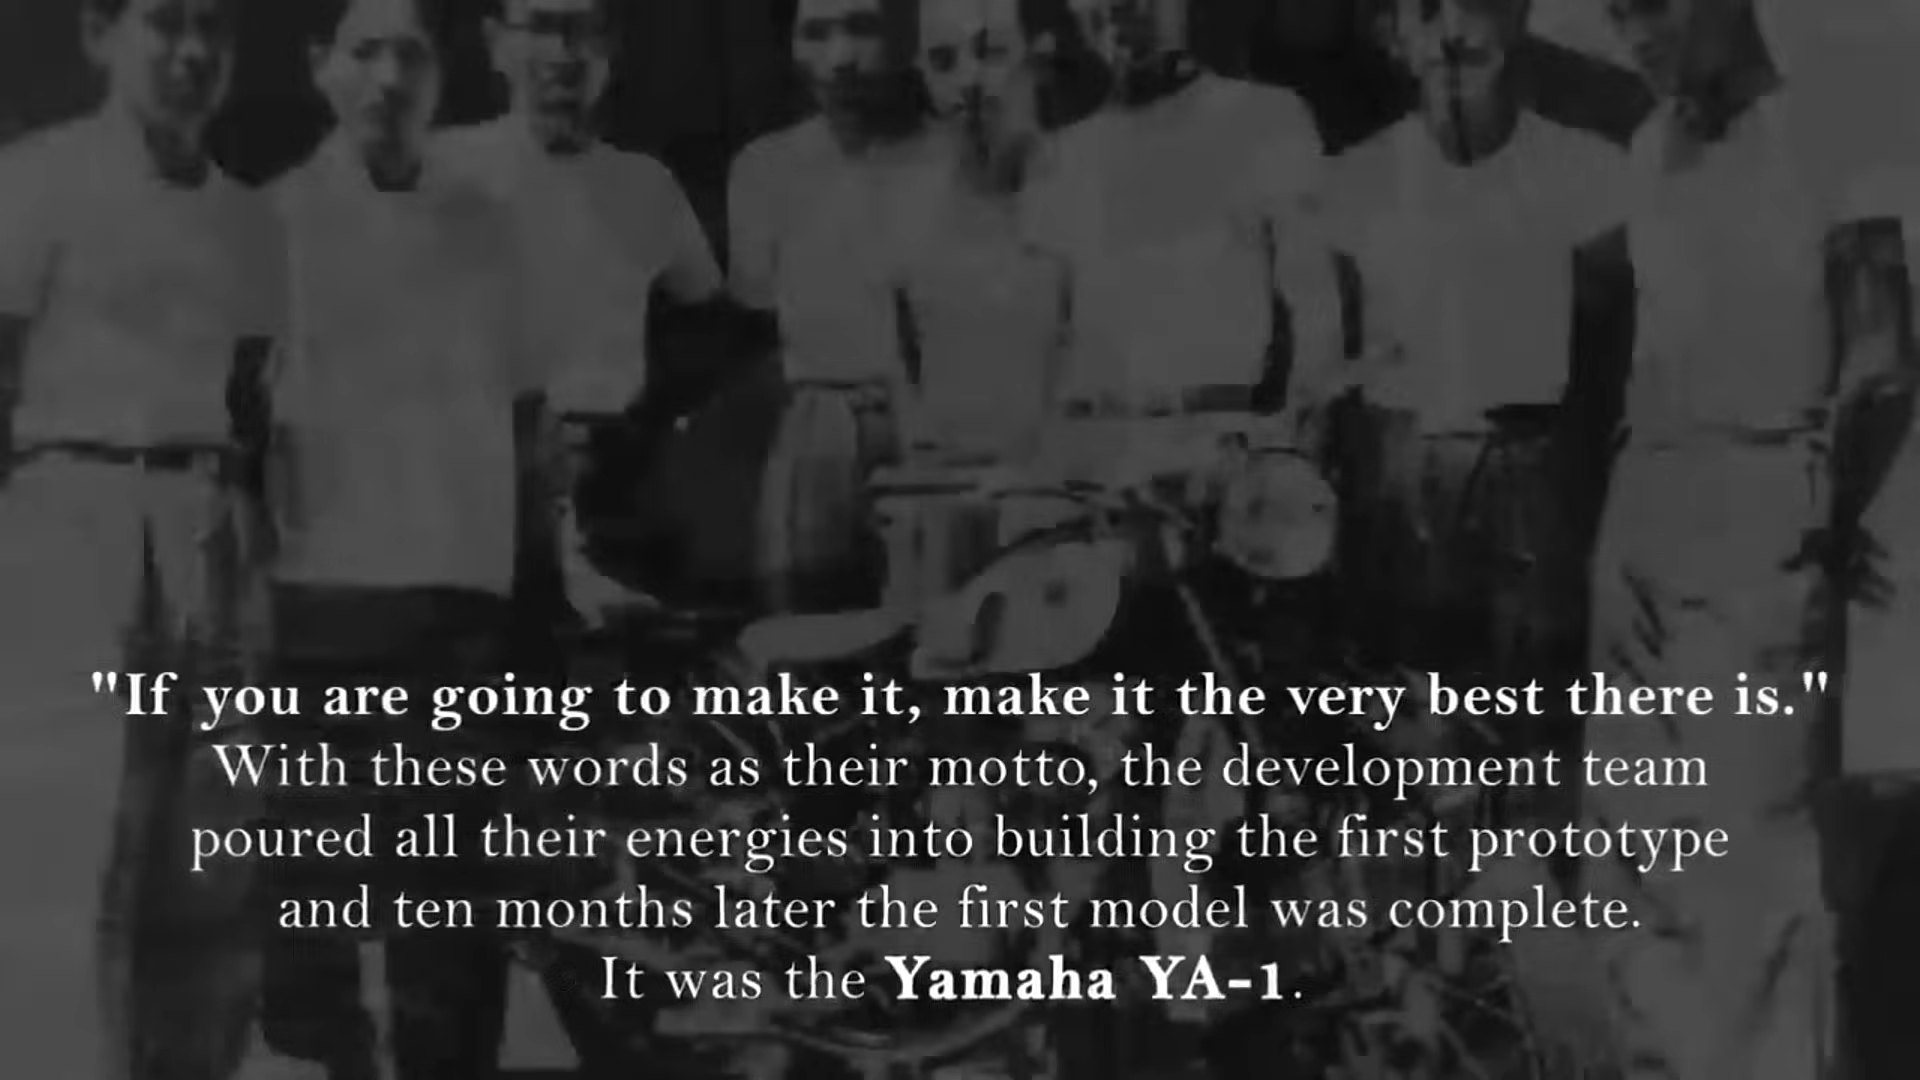 "If you are going to make it, make it the very best there is."
With these words as their motto, the development team
poured all their energies into building the first prototype
and ten months later the first model was complete.
It was the Yamaha YA-1.